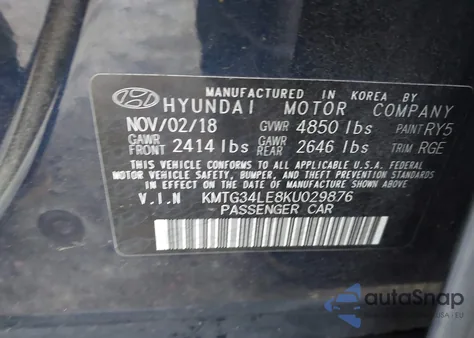 MANUFACTURED IN KOREA BY
HYUNDAI MOTOR COMPANY
NOV/02/18 GVWR 4850 lbs PAINT RY5
GAWR FRONT 2414 lbs GAWR REAR 2646 lbs TRIM RGE
THIS VEHICLE CONFORMS TO ALL APPLICABLE U.S.A. FEDERAL
MOTOR VEHICLE SAFETY, BUMPER, AND THEFT PREVENTION STANDARDS
IN EFFECT ON THE DATE OF MANUFACTURE SHOWN ABOVE.
V.I.N KMTG34LE8KU029876
PASSENGER CAR
autoSnap